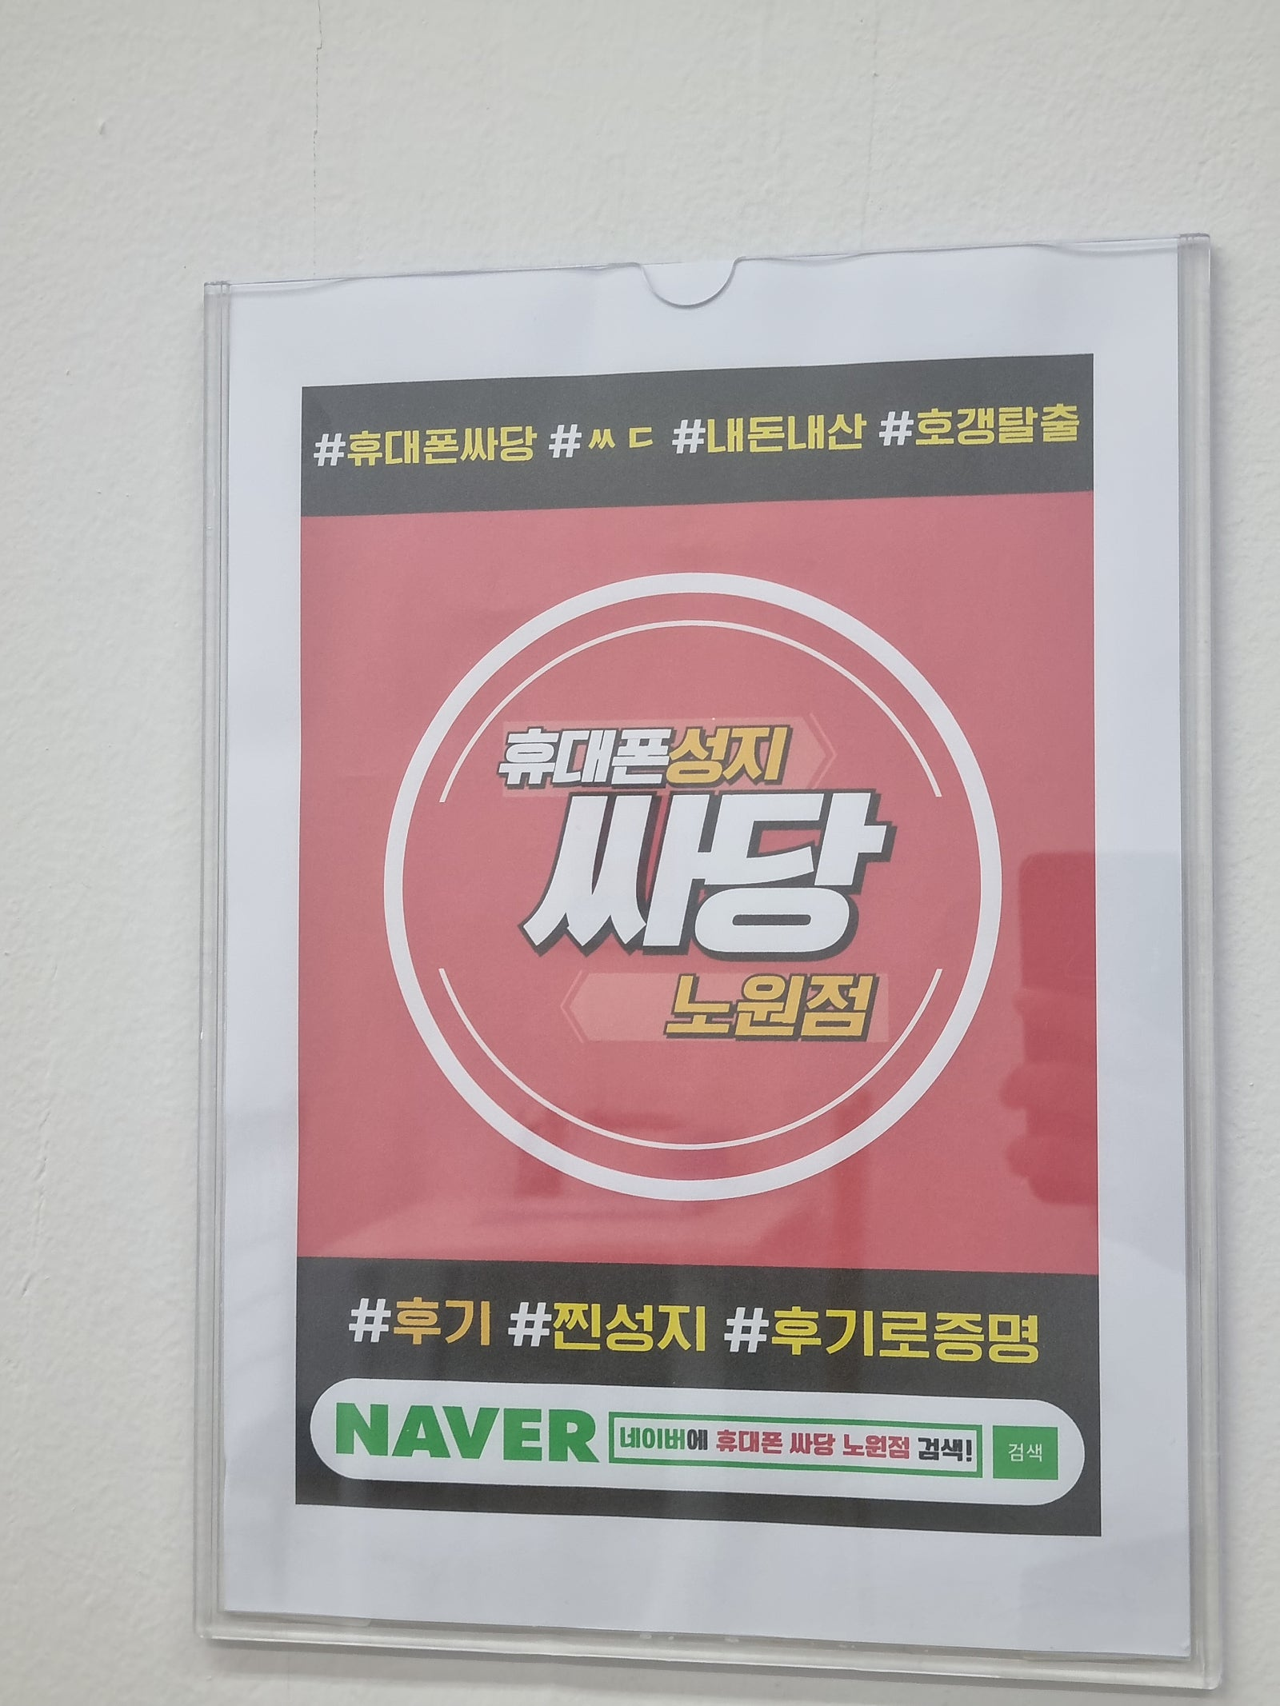 #휴대폰싸당 #ㅆㄷ #내돈내산 #호갱탈출
휴대폰성지
싸당
노원점
#후기 #찐성지 #후기로증명
NAVER 네이버에 휴대폰 싸당 노원점 검색! 검색